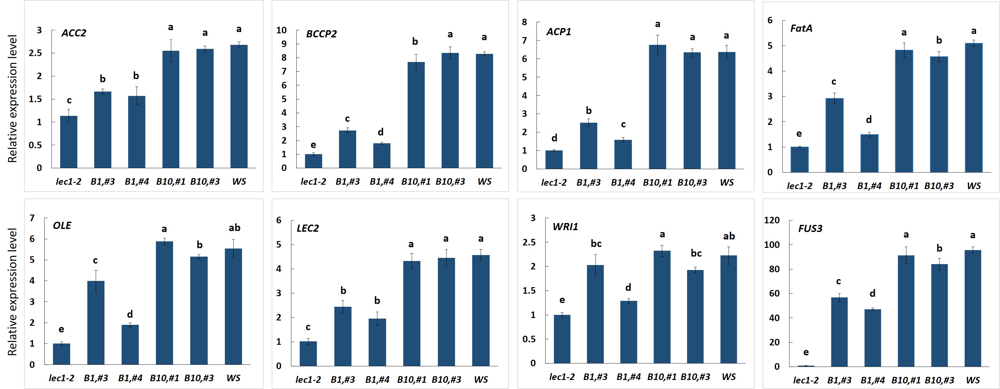 Relative expression level
ACC2
3
2.5
2
1.5
1
0.5
0
c
b
b
a
a
a
lec1-2 B1,#3 B1,#4 B10,#1 B10,#3 WS
BCCP2
10
9
8
7
6
5
4
3
2
1
0
e
c
d
b
a
a
lec1-2 B1,#3 B1,#4 B10,#1 B10,#3 WS
ACP1
8
7
6
5
4
3
2
1
0
d
b
c
a
a
a
lec1-2 B1,#3 B1,#4 B10,#1 B10,#3 WS
FatA
6
5
4
3
2
1
0
e
c
d
a
b
a
lec1-2 B1,#3 B1,#4 B10,#1 B10,#3 WS
Relative expression level
OLE
7
6
5
4
3
2
1
0
e
c
d
a
b
ab
lec1-2 B1,#3 B1,#4 B10,#1 B10,#3 WS
LEC2
6
5
4
3
2
1
0
c
b
b
a
a
a
lec1-2 B1,#3 B1,#4 B10,#1 B10,#3 WS
WRI1
3
2.5
2
1.5
1
0.5
0
e
bc
d
a
bc
ab
lec1-2 B1,#3 B1,#4 B10,#1 B10,#3 WS
FUS3
120
100
80
60
40
20
0
e
c
d
a
b
a
lec1-2 B1,#3 B1,#4 B10,#1 B10,#3 WS